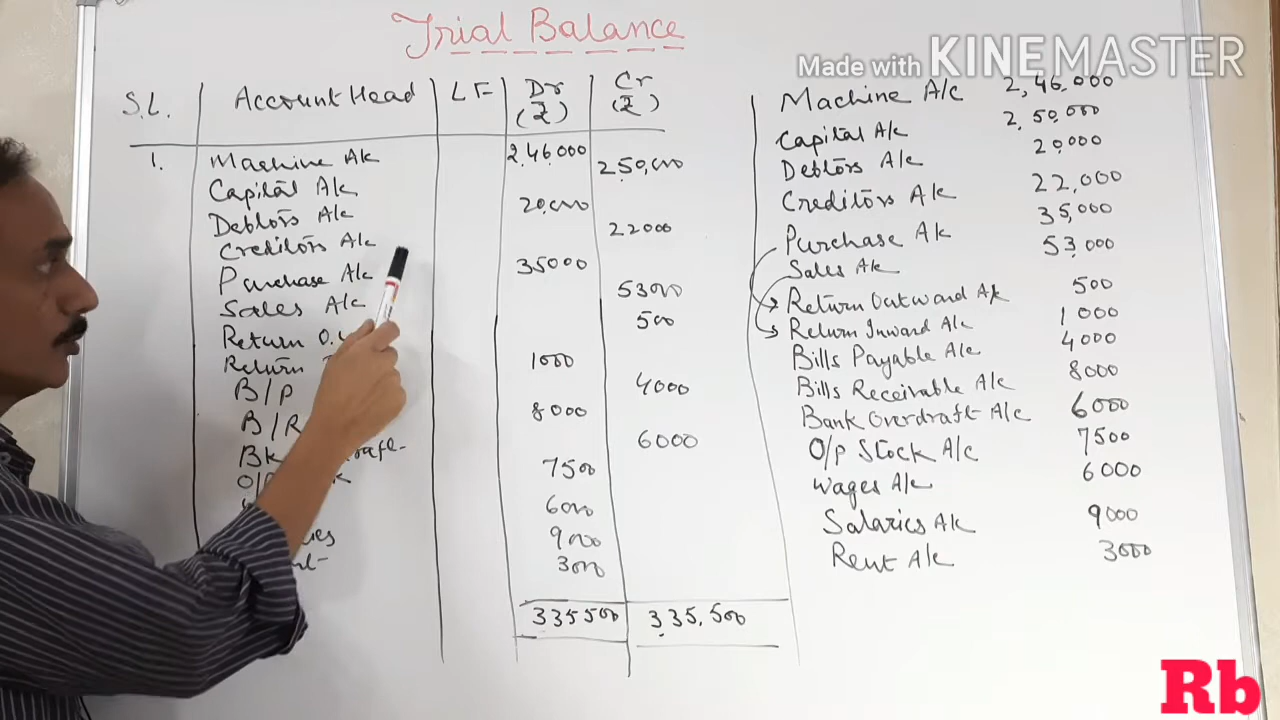 Trial Balance
Made with KINEMASTER
S.L. Account Head LF Dr (₹) Cr (₹)
1. Machine A/c 2,46,000
Capital A/c 2,50,000
Debtors A/c 20,000
Creditors A/c 22000
Purchase A/c 35000
Sales A/c 53000
Return O. 500
Return 1000
B/P 4000
B/R 8000
Bk 6000
O/ 7500
6000
9000
3000
335500 3,35,500
Machine A/c 2,46,000
Capital A/c 2,50,000
Debtors A/c 20,000
Creditors A/c 22,000
Purchase A/c 35,000
Sales A/c 53,000
Return Outward A/c 500
Return Inward A/c 1000
Bills Payable A/c 4000
Bills Receivable A/c 8000
Bank Overdraft A/c 6000
O/p Stock A/c 7500
Wages A/c 6000
Salaries A/c 9000
Rent A/c 3000
Rb